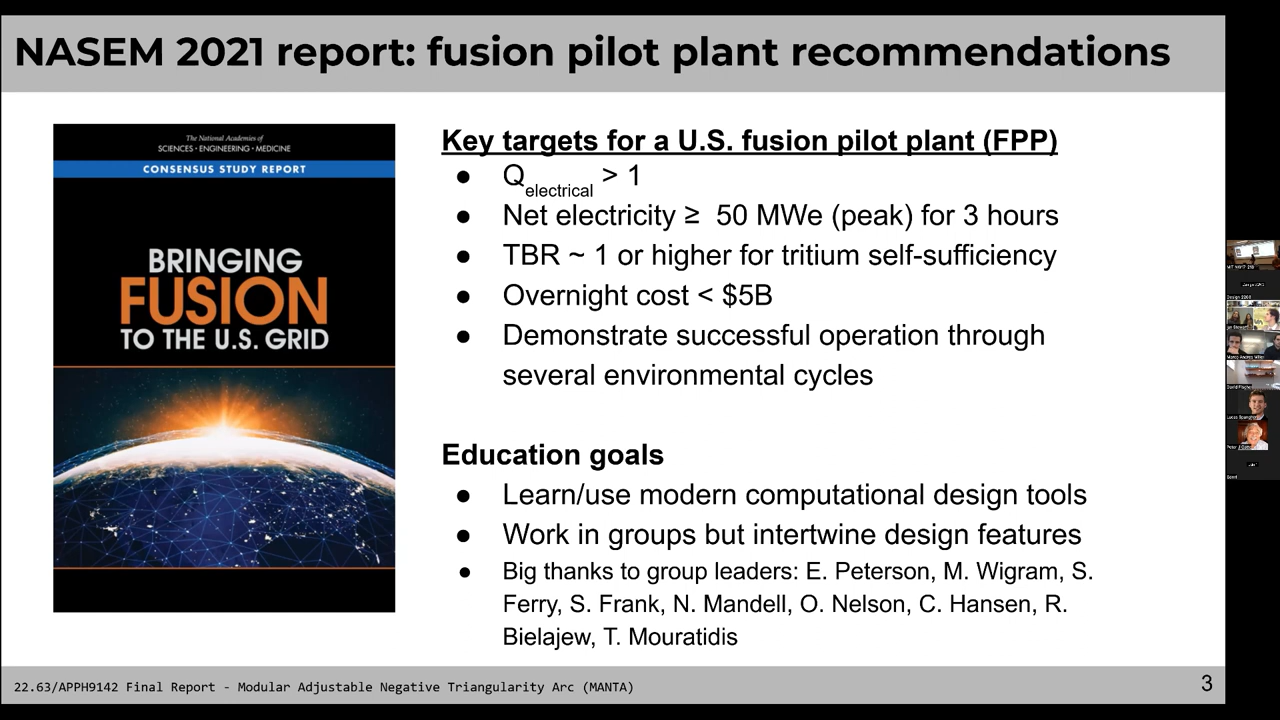 NASEM 2021 report: fusion pilot plant recommendations
The National Academies of
SCIENCES • ENGINEERING • MEDICINE
CONSENSUS STUDY REPORT
BRINGING
FUSION
TO THE U.S. GRID
Key targets for a U.S. fusion pilot plant (FPP)
● Qelectrical > 1
● Net electricity ≥ 50 MWe (peak) for 3 hours
● TBR ~ 1 or higher for tritium self-sufficiency
● Overnight cost < $5B
● Demonstrate successful operation through
several environmental cycles
Education goals
● Learn/use modern computational design tools
● Work in groups but intertwine design features
● Big thanks to group leaders: E. Peterson, M. Wigram, S.
Ferry, S. Frank, N. Mandell, O. Nelson, C. Hansen, R.
Bielajew, T. Mouratidis
22.63/APPH9142 Final Report - Modular Adjustable Negative Triangularity Arc (MANTA)
3